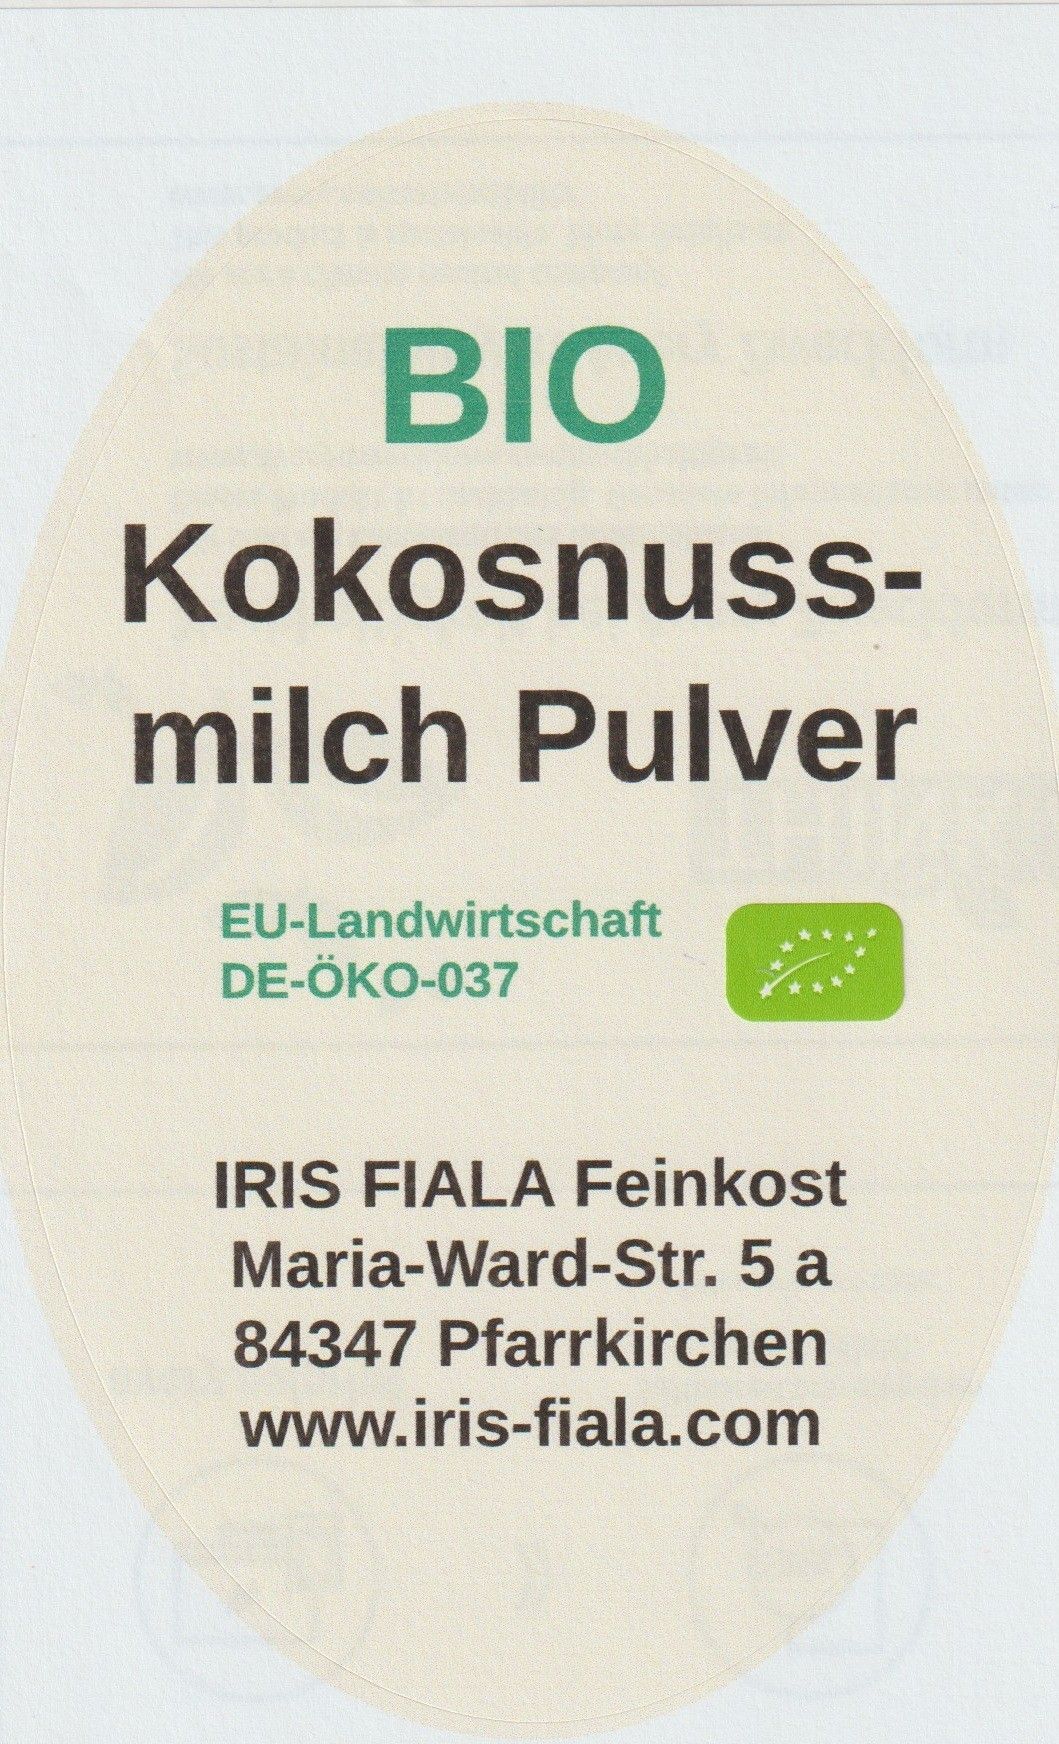 BIO
Kokosnuss-
milch Pulver
EU-Landwirtschaft
DE-ÖKO-037
IRIS FIALA Feinkost
Maria-Ward-Str. 5 a
84347 Pfarrkirchen
www.iris-fiala.com